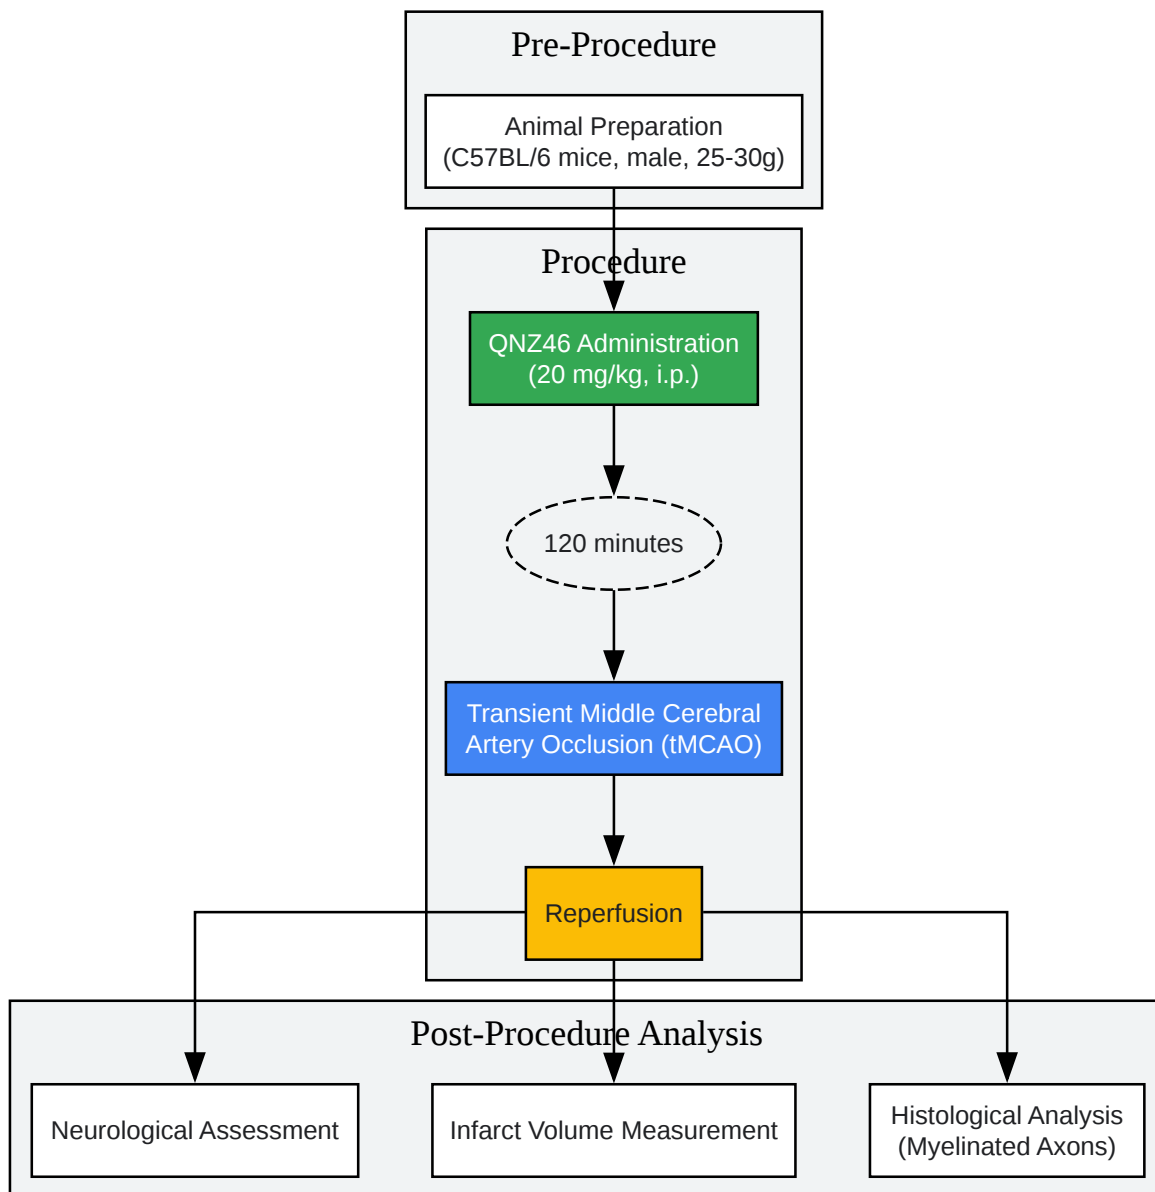 Pre-Procedure
Animal Preparation
(C57BL/6 mice, male, 25-30g)
Procedure
QNZ46 Administration
(20 mg/kg, i.p.)
120 minutes
Transient Middle Cerebral
Artery Occlusion (tMCAO)
Reperfusion
Post-Procedure Analysis
Neurological Assessment
Infarct Volume Measurement
Histological Analysis
(Myelinated Axons)